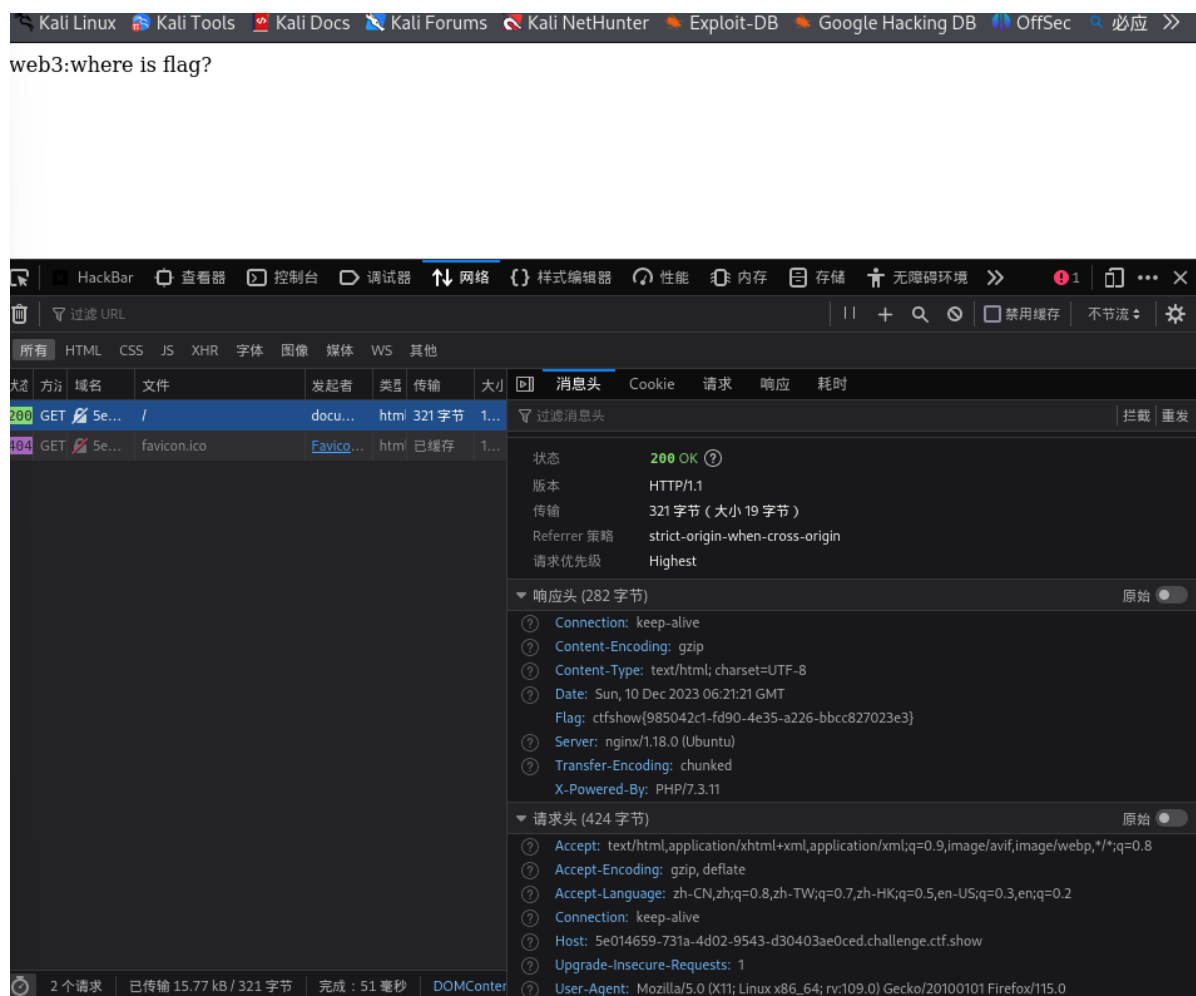 Kali Linux Kali Tools Kali Docs Kali Forums Kali NetHunter Exploit-DB Google Hacking DB OffSec 必应
web3:where is flag?
HackBar 查看器 控制台 调试器 网络 样式编辑器 性能 内存 存储 无障碍环境 1
过滤 URL 禁用缓存 不节流
所有 HTML CSS JS XHR 字体 图像 媒体 WS 其他
域名 文件 发起者 传输
200 GET 5e... / docu... html 321 字节 1...
404 GET 5e... favicon.ico Favico... html 已缓存 1...
消息头 Cookie 请求 响应 耗时
过滤消息头 拦截 重发
状态 200 OK
版本 HTTP/1.1
传输 321 字节（大小 19 字节）
Referrer 策略 strict-origin-when-cross-origin
请求优先级 Highest
响应头 (282 字节) 原始
Connection: keep-alive
Content-Encoding: gzip
Content-Type: text/html; charset=UTF-8
Date: Sun, 10 Dec 2023 06:21:21 GMT
Flag: ctfshow{985042c1-fd90-4e35-a226-bbcc827023e3}
Server: nginx/1.18.0 (Ubuntu)
Transfer-Encoding: chunked
X-Powered-By: PHP/7.3.11
请求头 (424 字节) 原始
Accept: text/html,application/xhtml+xml,application/xml;q=0.9,image/avif,image/webp,*/*;q=0.8
Accept-Encoding: gzip, deflate
Accept-Language: zh-CN,zh;q=0.8,zh-TW;q=0.7,zh-HK;q=0.5,en-US;q=0.3,en;q=0.2
Connection: keep-alive
Host: 5e014659-731a-4d02-9543-d30403ae0ced.challenge.ctf.show
Upgrade-Insecure-Requests: 1
User-Agent: Mozilla/5.0 (X11; Linux x86_64; rv:109.0) Gecko/20100101 Firefox/115.0
2 个请求 已传输 15.77 kB / 321 字节 完成：51 毫秒 DOMConten